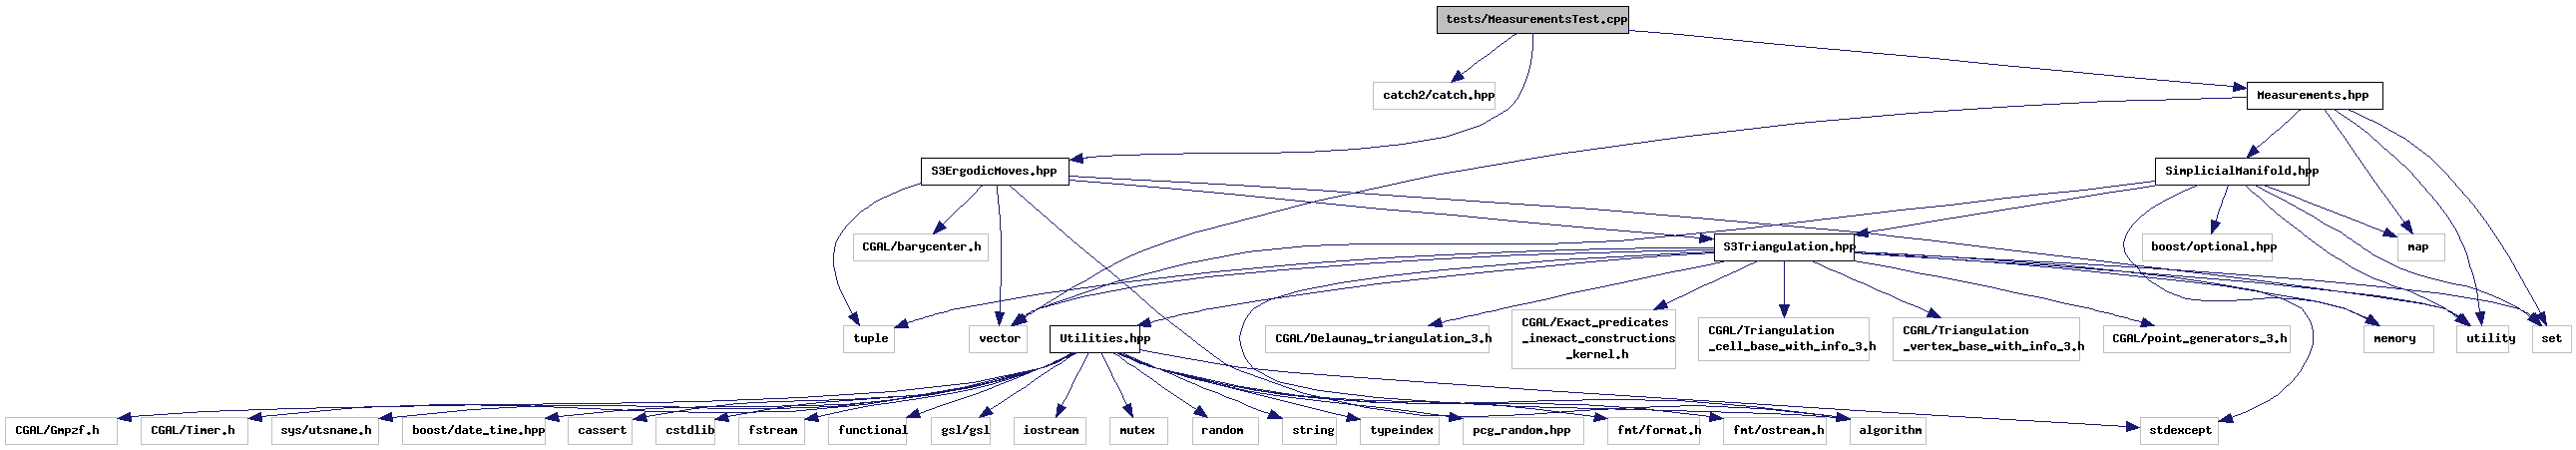 tests/MeasurementsTest.cpp
catch2/catch.hpp
Measurements.hpp
S3ErgodicMoves.hpp
SimplicialManifold.hpp
CGAL/barycenter.h
S3Triangulation.hpp
boost/optional.hpp
map
tuple
vector
Utilities.hpp
CGAL/Delaunay_triangulation_3.h
CGAL/Exact_predicates
_inexact_constructions
_kernel.h
CGAL/Triangulation
_cell_base_with_info_3.h
CGAL/Triangulation
_vertex_base_with_info_3.h
CGAL/point_generators_3.h
memory
utility
set
CGAL/Gmpzf.h
CGAL/Timer.h
sys/utsname.h
boost/date_time.hpp
cassert
cstdlib
fstream
functional
gsl/gsl
iostream
mutex
random
string
typeindex
pcg_random.hpp
fmt/format.h
fmt/ostream.h
algorithm
stdexcept